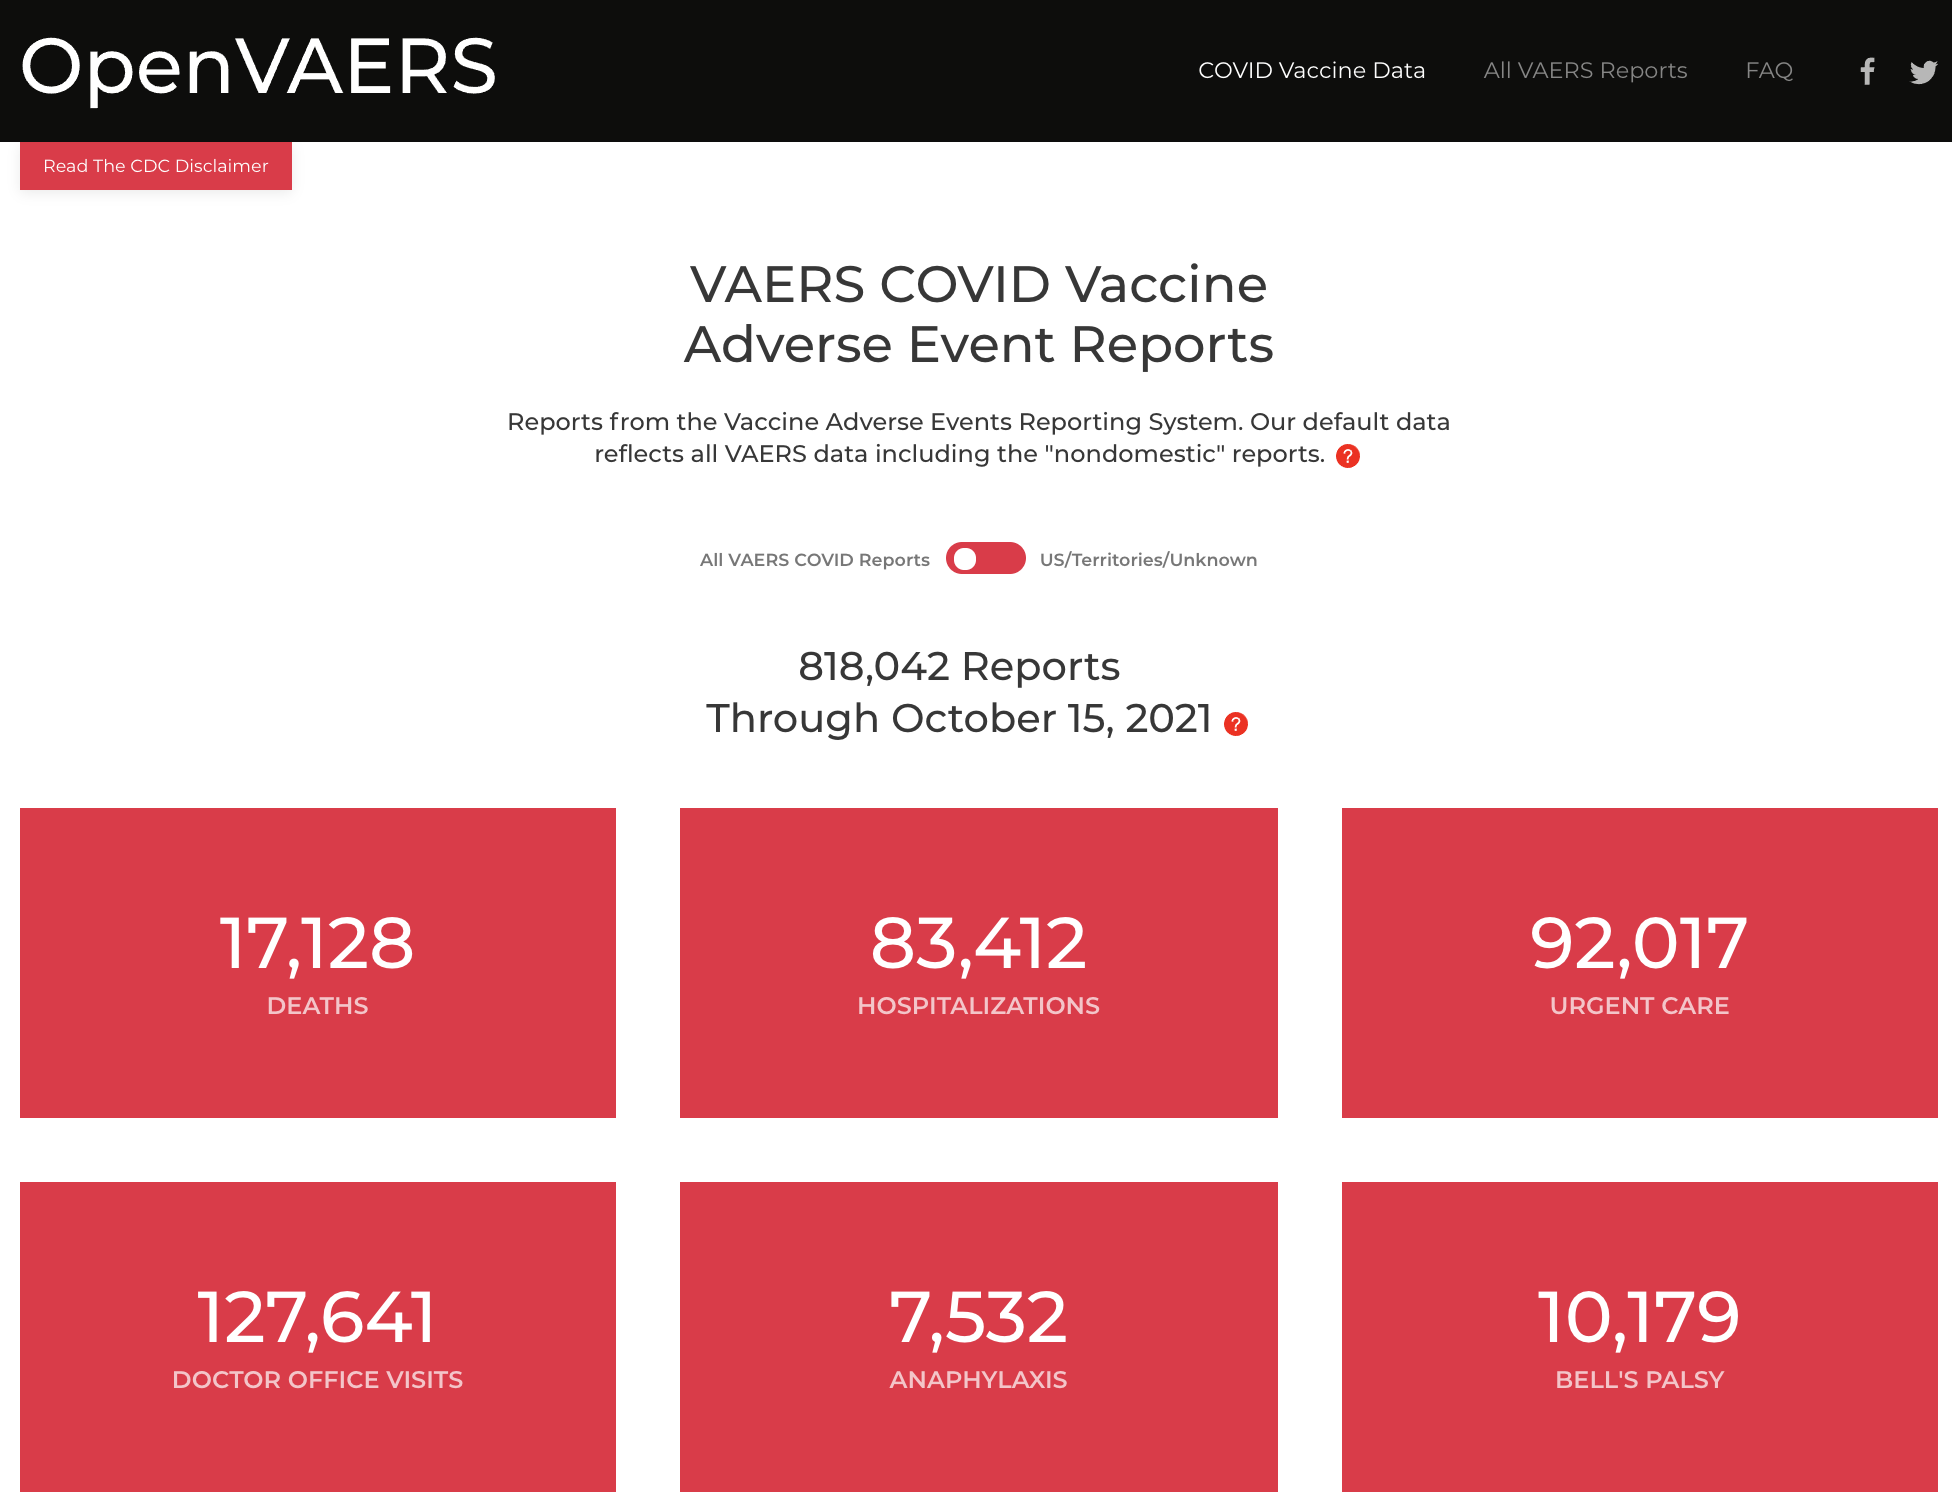 OpenVAERS
COVID Vaccine Data
All VAERS Reports
FAQ
Read The CDC Disclaimer
VAERS COVID Vaccine
Adverse Event Reports
Reports from the Vaccine Adverse Events Reporting System. Our default data
reflects all VAERS data including the "nondomestic" reports. ?
All VAERS COVID Reports
US/Territories/Unknown
818,042 Reports
Through October 15, 2021 ?
17,128
DEATHS
83,412
HOSPITALIZATIONS
92,017
URGENT CARE
127,641
DOCTOR OFFICE VISITS
7,532
ANAPHYLAXIS
10,179
BELL'S PALSY